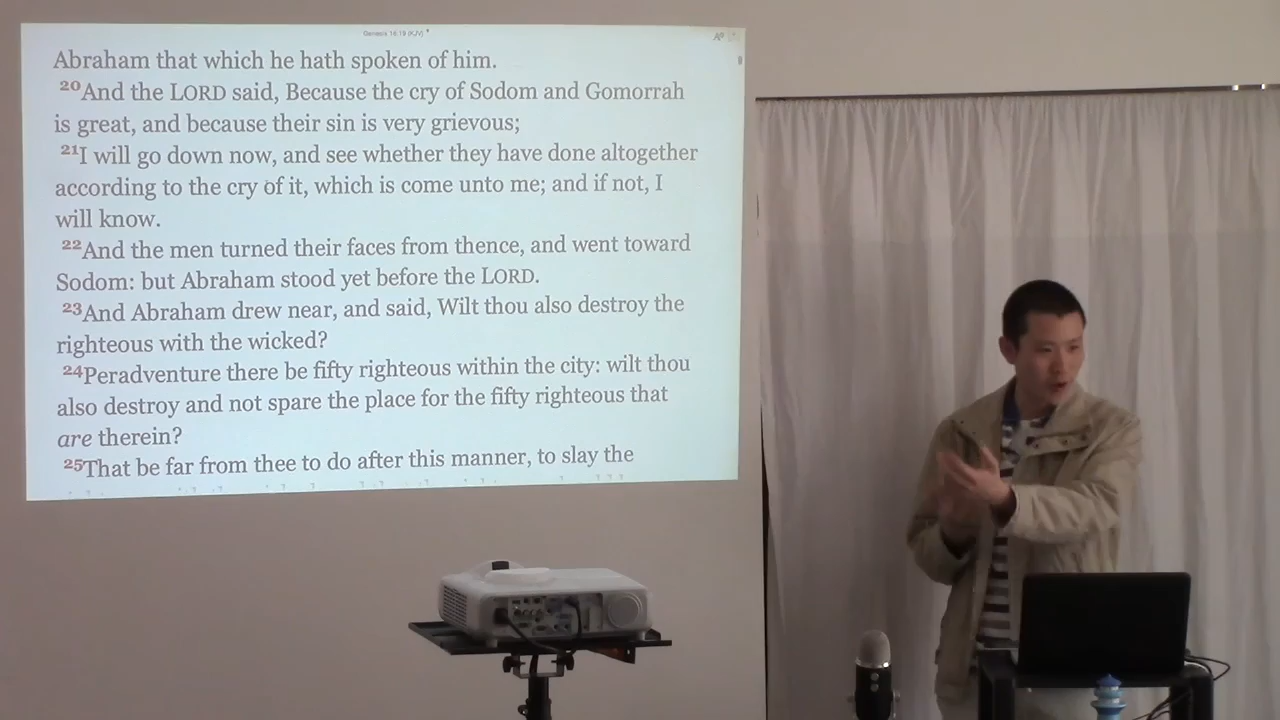 Genesis 18:19 (KJV)
Abraham that which he hath spoken of him.
20And the LORD said, Because the cry of Sodom and Gomorrah
is great, and because their sin is very grievous;
21I will go down now, and see whether they have done altogether
according to the cry of it, which is come unto me; and if not, I
will know.
22And the men turned their faces from thence, and went toward
Sodom: but Abraham stood yet before the LORD.
23And Abraham drew near, and said, Wilt thou also destroy the
righteous with the wicked?
24Peradventure there be fifty righteous within the city: wilt thou
also destroy and not spare the place for the fifty righteous that
are therein?
25That be far from thee to do after this manner, to slay the